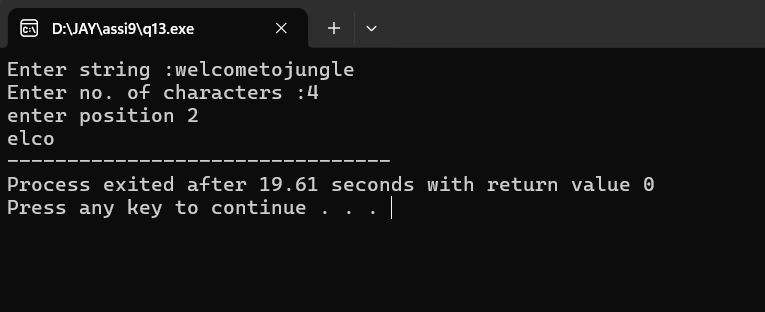 D:\JAY\assi9\q13.exe
Enter string :welcometojungle
Enter no. of characters :4
enter position 2
elco
--------------------------------
Process exited after 19.61 seconds with return value 0
Press any key to continue . . .